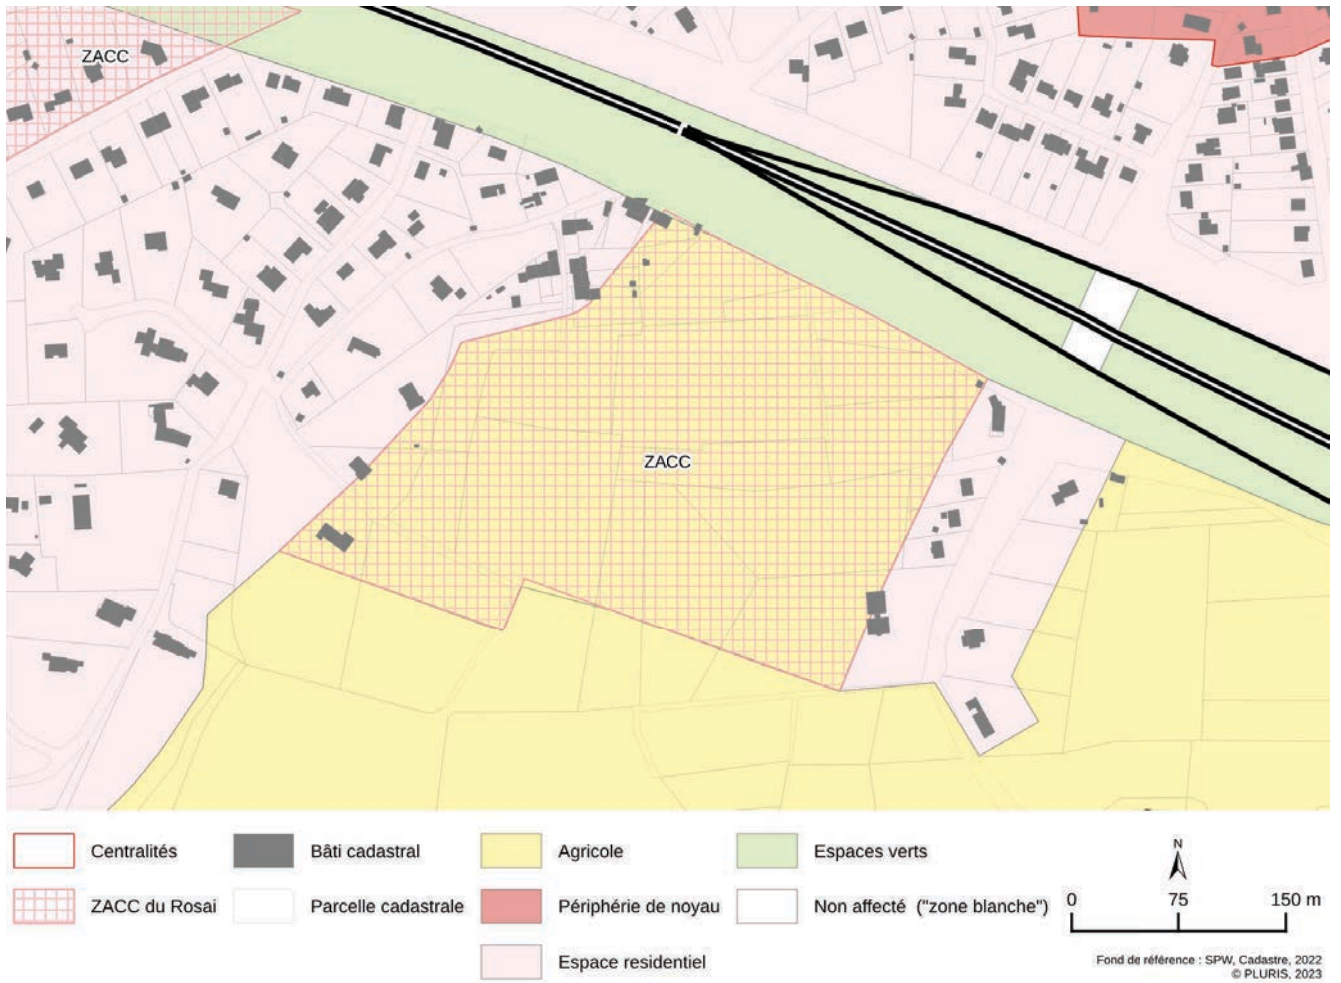 ZACC
ZACC
Centralités
Bâti cadastral
Agricole
Espaces verts
N
ZACC du Rosai
Parcelle cadastrale
Périphérie de noyau
Non affecté ("zone blanche")
0 75 150 m
Espace residentiel
Fond de référence : SPW, Cadastre, 2022
© PLURIS, 2023